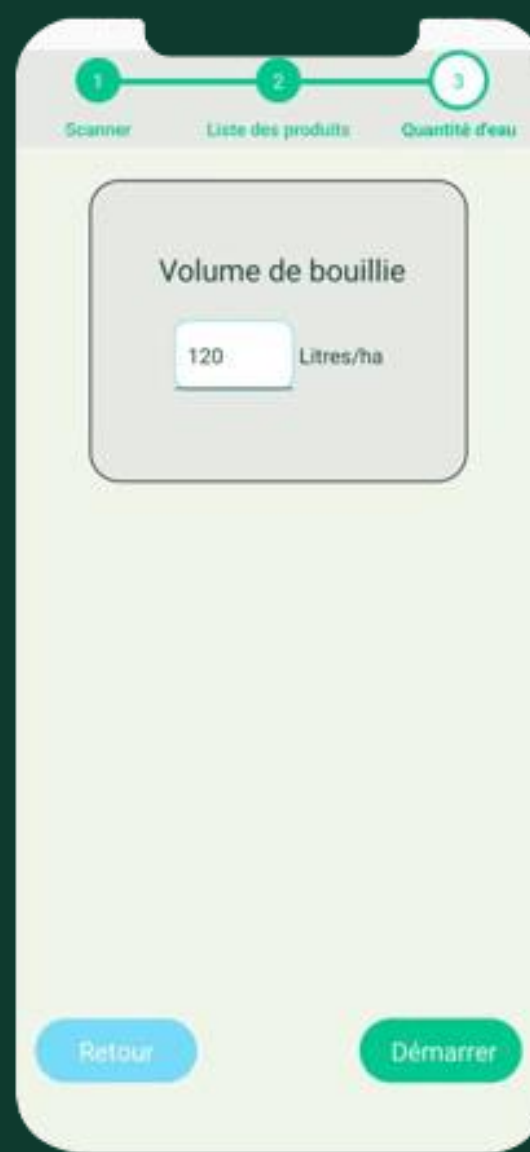 1 2 3
Scanner Liste des produits Quantité d'eau
Volume de bouillie
120 Litres/ha
Retour Démarrer